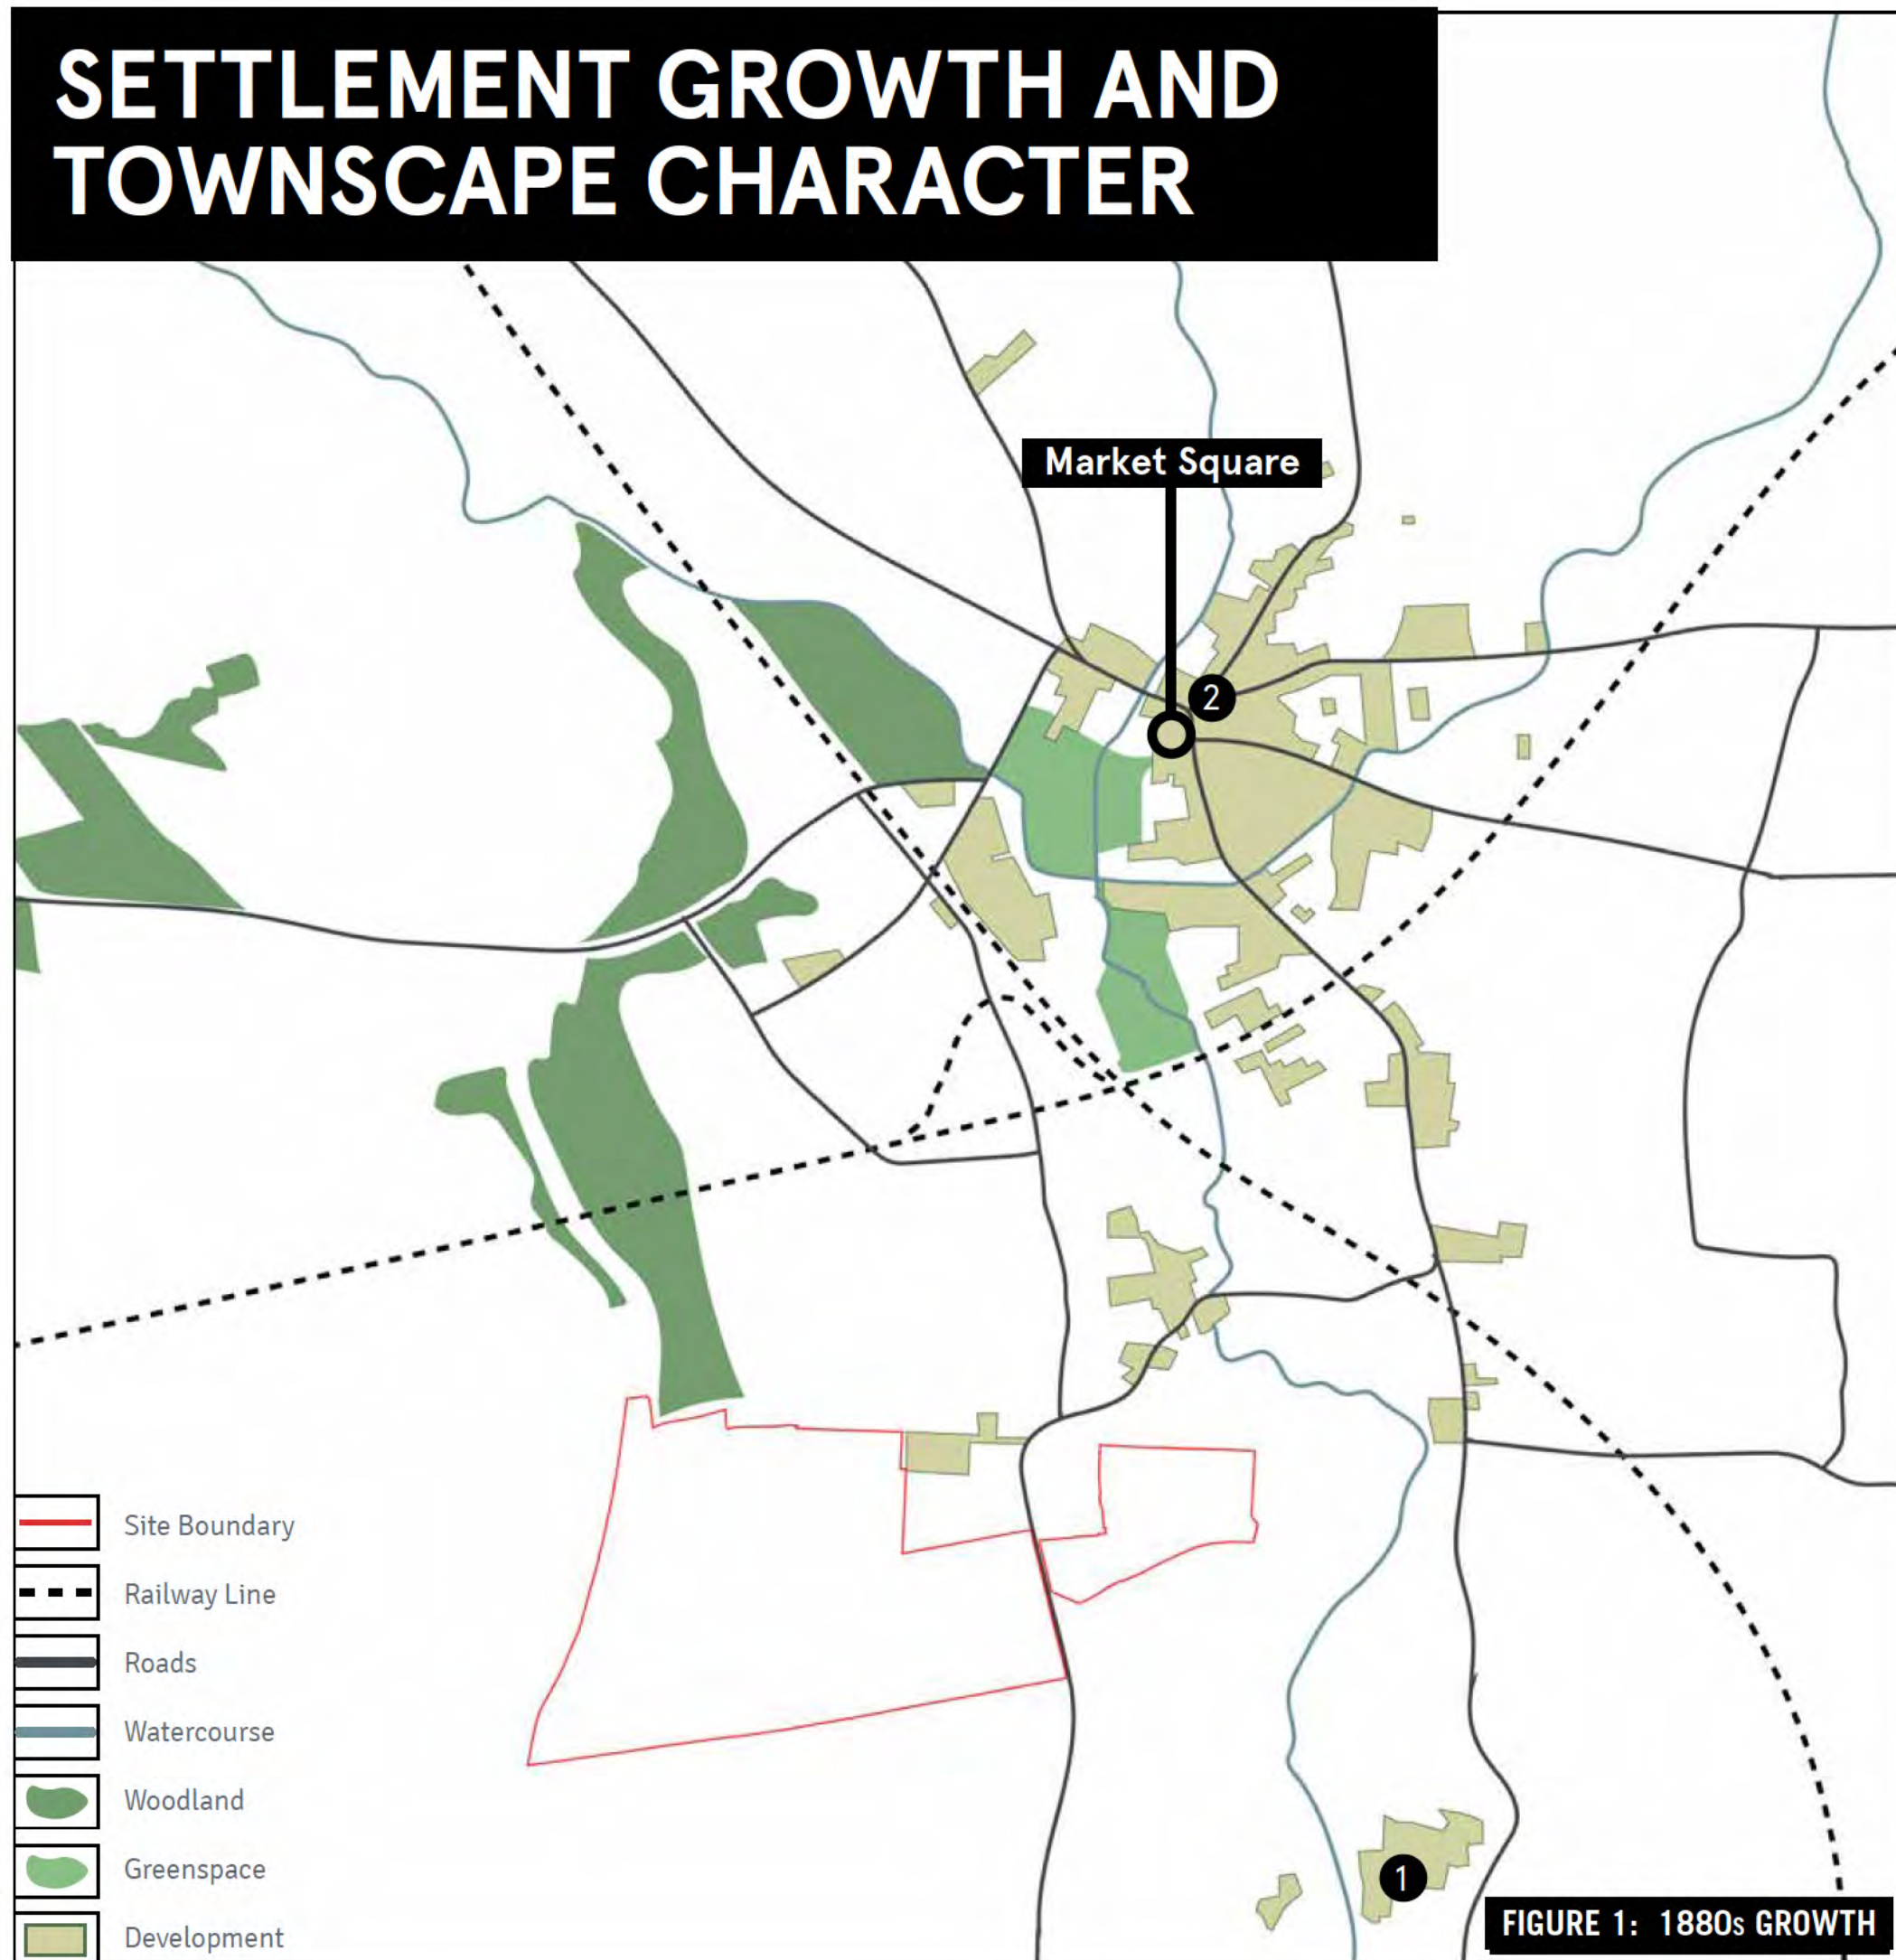 SETTLEMENT GROWTH AND
TOWNSCAPE CHARACTER
Market Square
2
Site Boundary
Railway Line
Roads
Watercourse
Woodland
Greenspace
Development
1
FIGURE 1: 1880s GROWTH